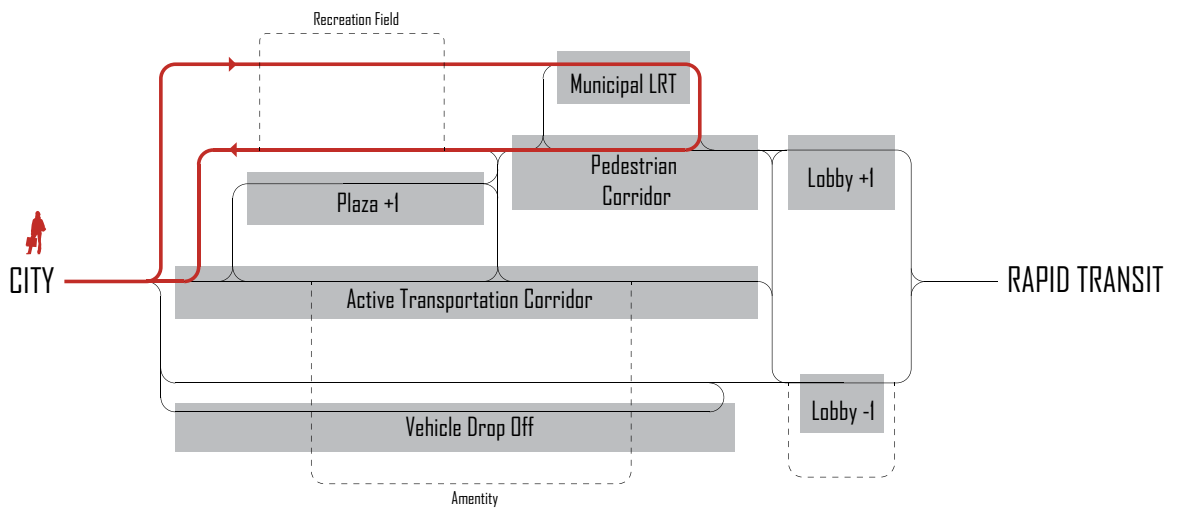 Recreation Field
Municipal LRT
Pedestrian
Corridor
Lobby +1
Plaza +1
CITY
RAPID TRANSIT
Active Transportation Corridor
Lobby -1
Vehicle Drop Off
Amentity